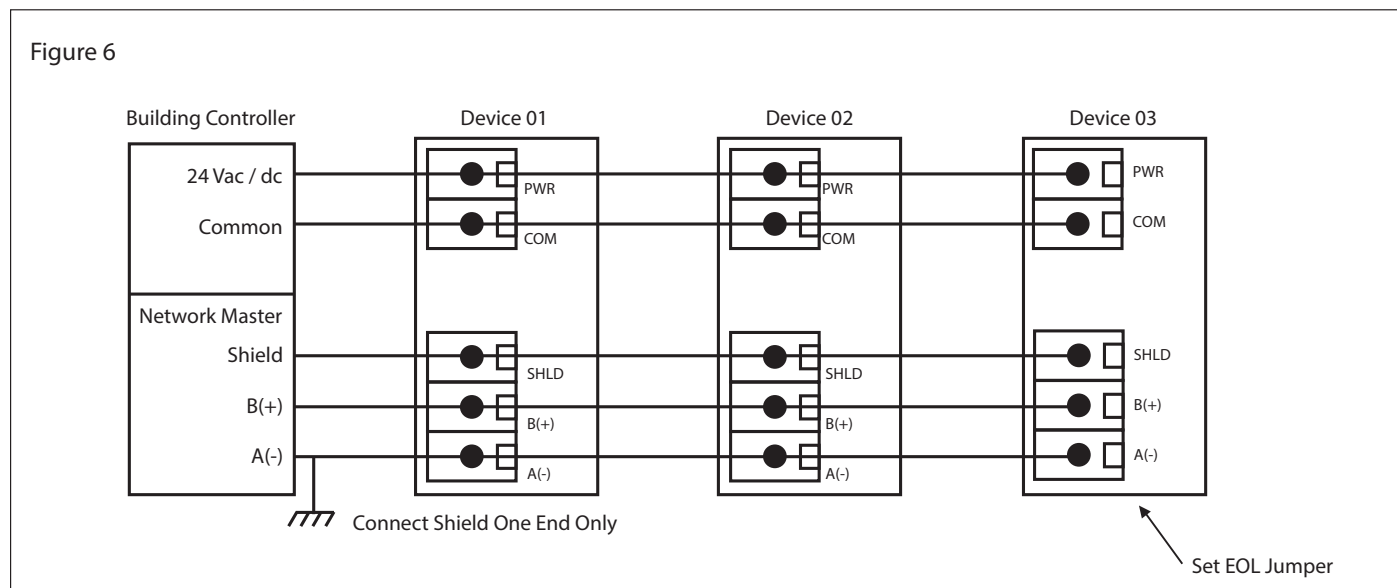 Figure 6
Building Controller
Device 01
Device 02
Device 03
24 Vac / dc
PWR
PWR
PWR
Common
COM
COM
COM
Network Master
Shield
SHLD
SHLD
SHLD
B(+)
B(+)
B(+)
B(+)
A(-)
A(-)
A(-)
A(-)
Connect Shield One End Only
Set EOL Jumper